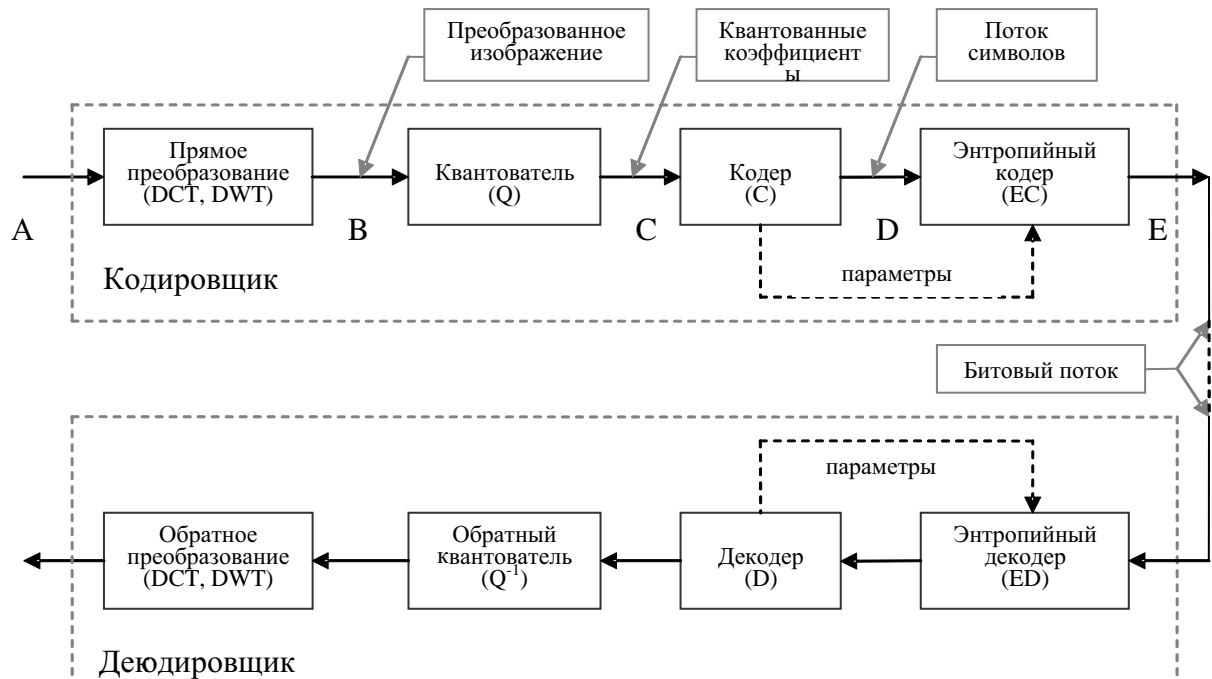 Преобразованное
изображение
Квантованные
коэффициент
ы
Поток
символов
Прямое
преобразование
(DCT, DWT)
Квантователь
(Q)
Кодер
(C)
Энтропийный
кодер
(EC)
A
B
C
D
E
параметры
Кодировщик
Битовый поток
параметры
Обратное
преобразование
(DCT, DWT)
Обратный
квантователь
(Q⁻¹)
Декодер
(D)
Энтропийный
декодер
(ED)
Деюдировщик